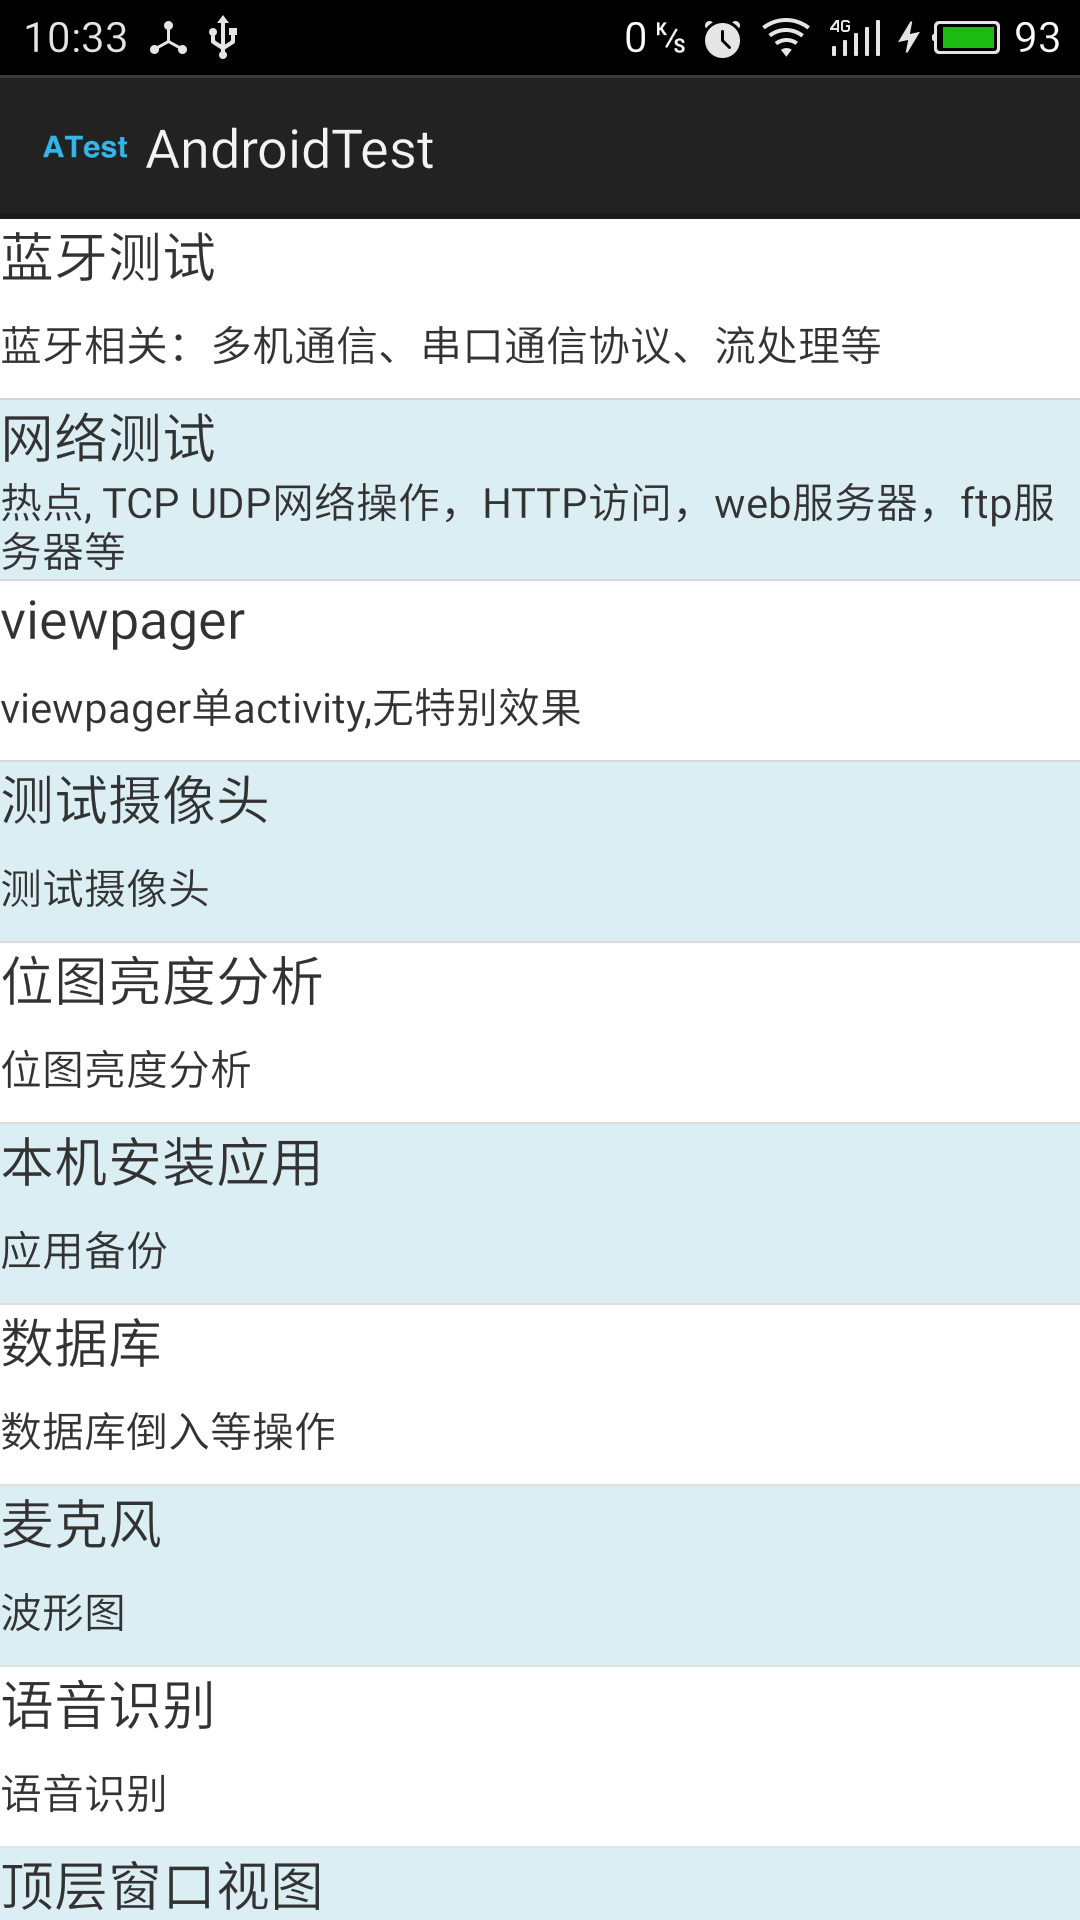 10:33 0 K/s 4G 93
ATest AndroidTest
蓝牙测试
蓝牙相关：多机通信、串口通信协议、流处理等
网络测试
热点, TCP UDP网络操作，HTTP访问，web服务器，ftp服
务器等
viewpager
viewpager单activity,无特别效果
测试摄像头
测试摄像头
位图亮度分析
位图亮度分析
本机安装应用
应用备份
数据库
数据库倒入等操作
麦克风
波形图
语音识别
语音识别
顶层窗口视图